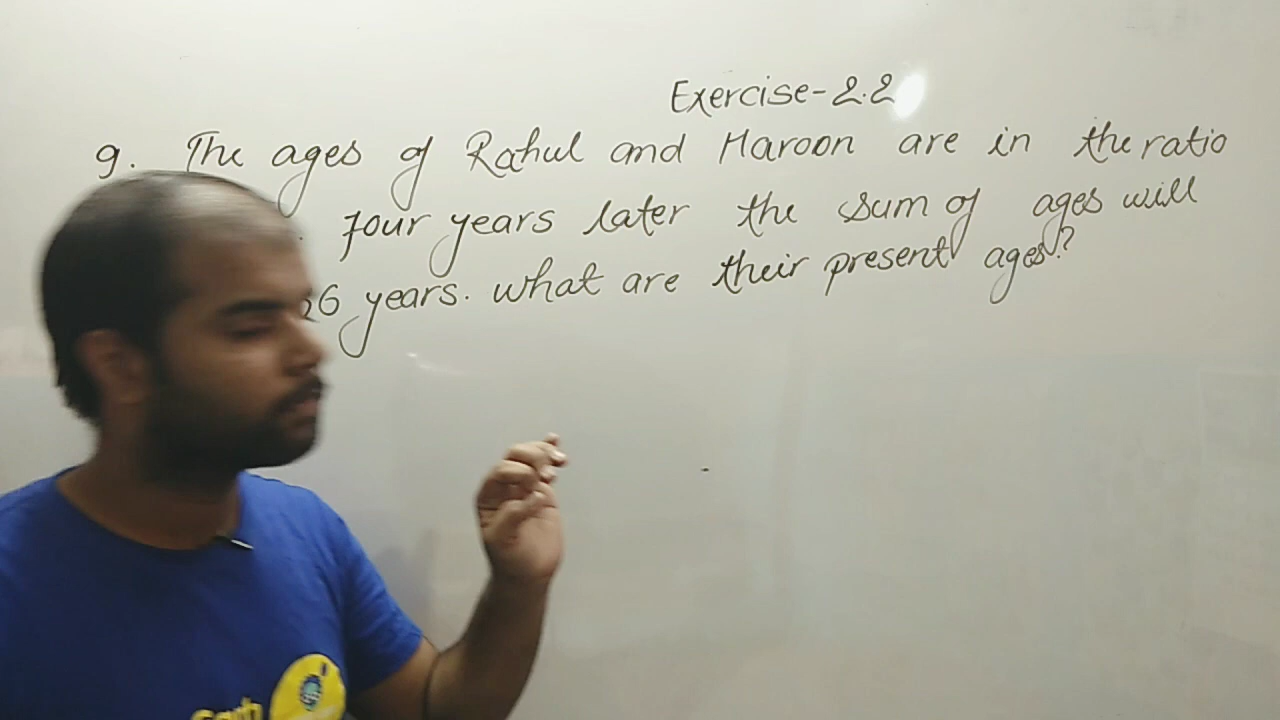 Exercise-2.2
9. The ages of Rahul and Haroon are in the ratio
four years later the sum of ages will
6 years. what are their present ages?